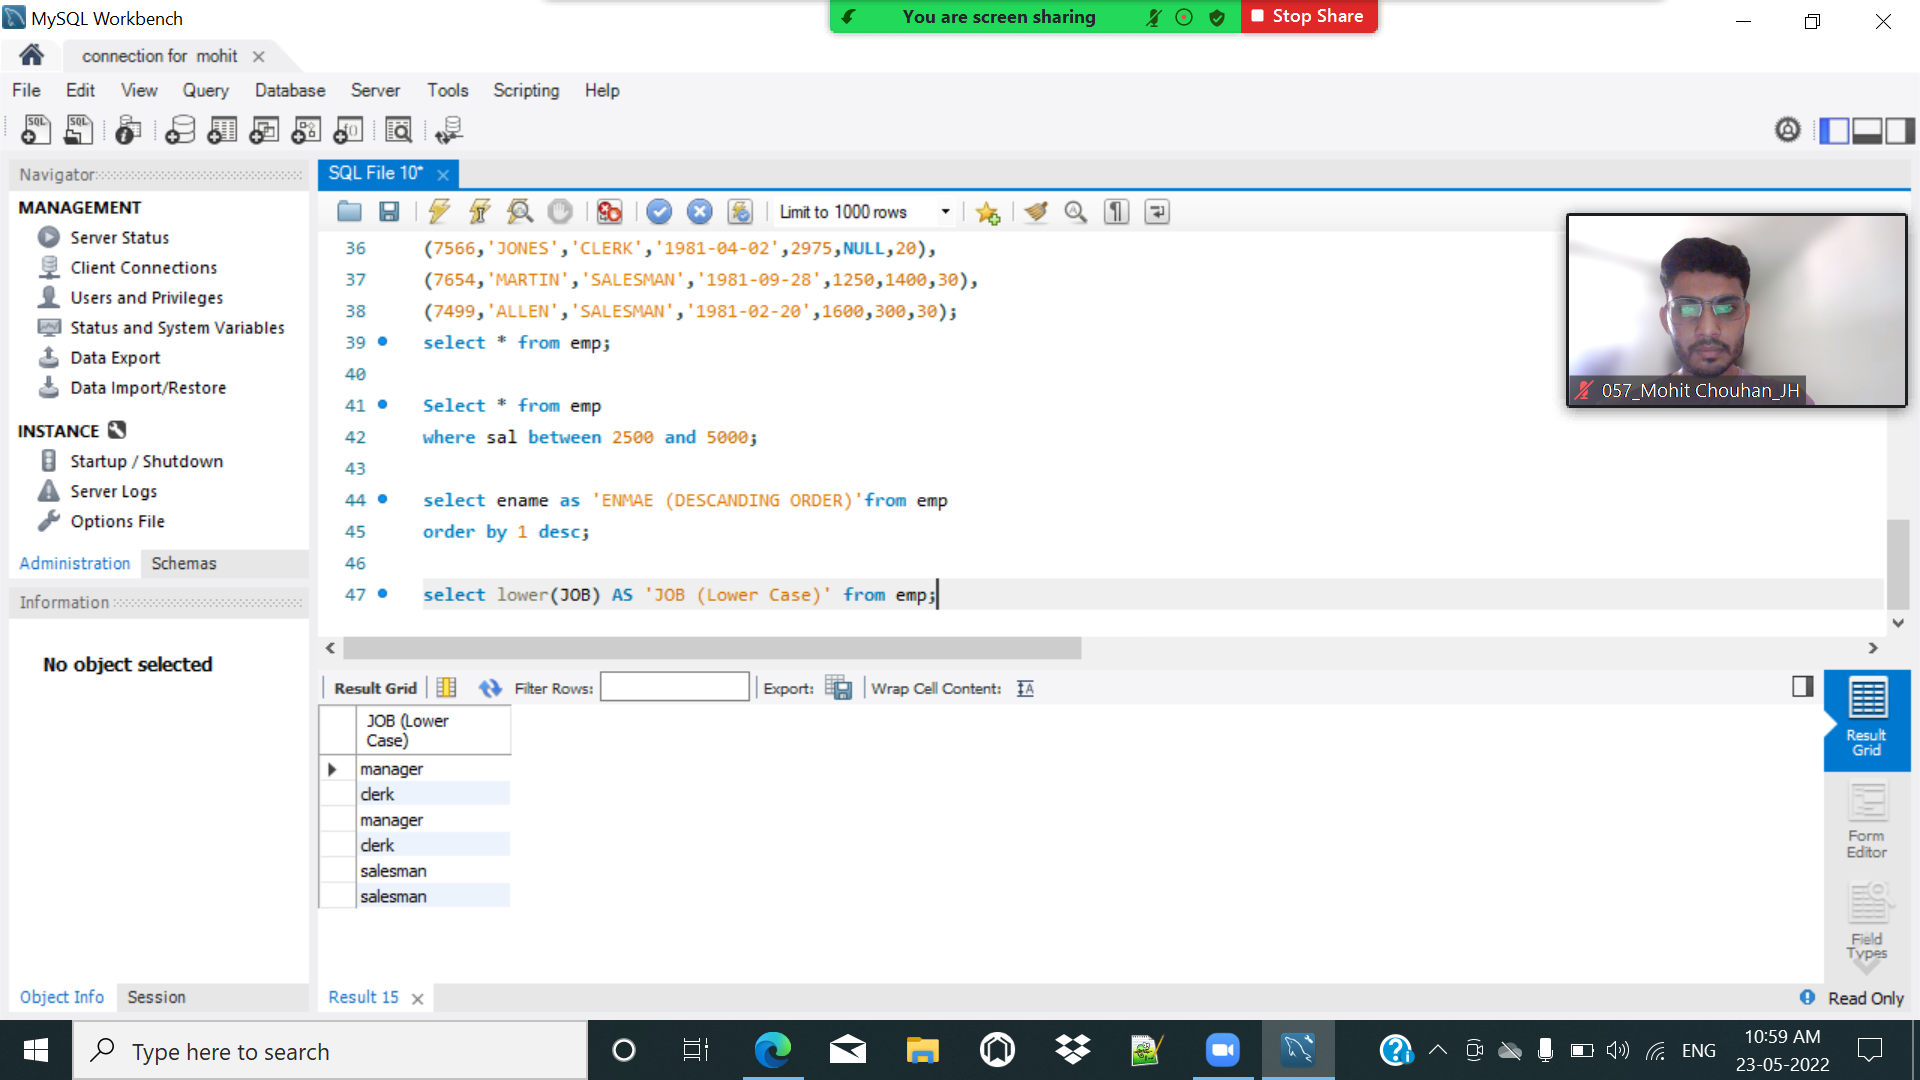 MySQL Workbench
You are screen sharing
Stop Share
connection for mohit
File Edit View Query Database Server Tools Scripting Help
Navigator
SQL File 10*
MANAGEMENT
Server Status
Client Connections
Users and Privileges
Status and System Variables
Data Export
Data Import/Restore
INSTANCE
Startup / Shutdown
Server Logs
Options File
Administration Schemas
Information
No object selected
Object Info Session
Limit to 1000 rows
36 (7566,'JONES','CLERK','1981-04-02',2975,NULL,20),
37 (7654,'MARTIN','SALESMAN','1981-09-28',1250,1400,30),
38 (7499,'ALLEN','SALESMAN','1981-02-20',1600,300,30);
39 select * from emp;
40
41 Select * from emp
42 where sal between 2500 and 5000;
43
44 select ename as 'ENMAE (DESCANDING ORDER)'from emp
45 order by 1 desc;
46
47 select lower(JOB) AS 'JOB (Lower Case)' from emp;
057_Mohit Chouhan_JH
Result Grid Filter Rows: Export: Wrap Cell Content:
JOB (Lower
Case)
manager
clerk
manager
clerk
salesman
salesman
Result
Grid
Form
Editor
Field
Types
Result 15
Read Only
Type here to search
ENG
10:59 AM
23-05-2022